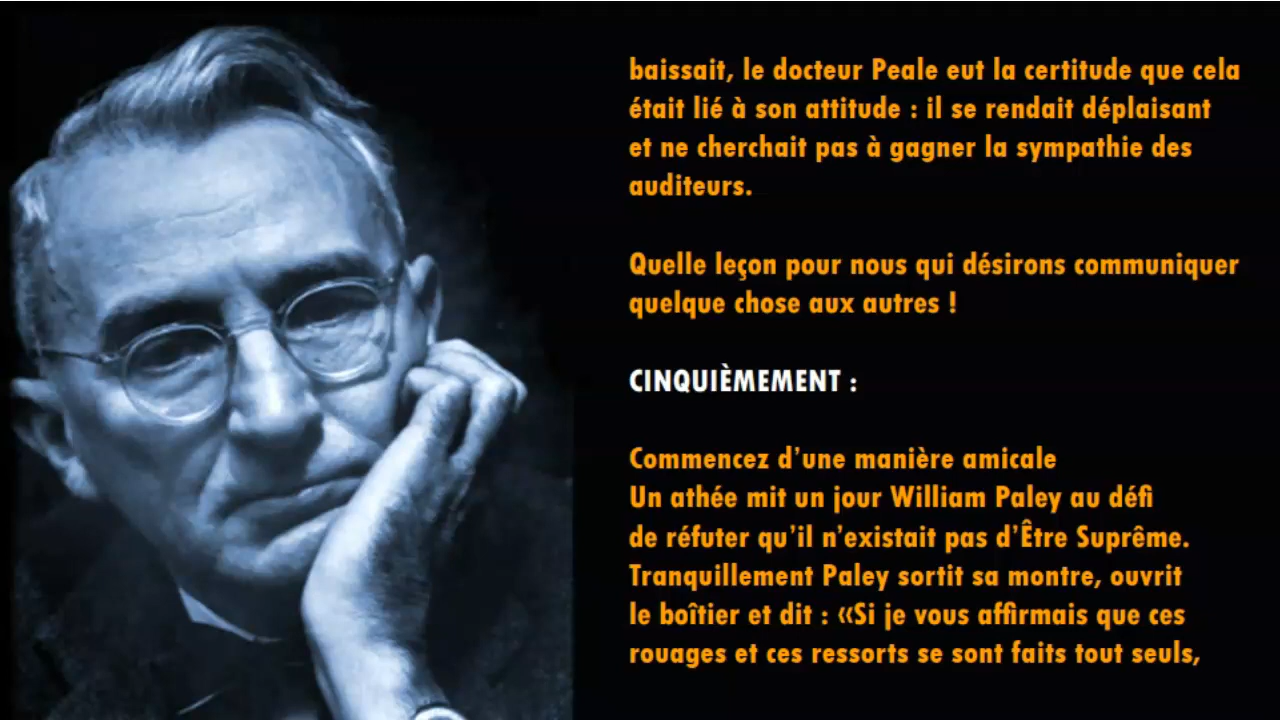 baissait, le docteur Peale eut la certitude que cela
était lié à son attitude : il se rendait déplaisant
et ne cherchait pas à gagner la sympathie des
auditeurs.
Quelle leçon pour nous qui désirons communiquer
quelque chose aux autres !
CINQUIÈMEMENT :
Commencez d’une manière amicale
Un athée mit un jour William Paley au défi
de réfuter qu’il n’existait pas d’Être Suprême.
Tranquillement Paley sortit sa montre, ouvrit
le boîtier et dit : «Si je vous affirmais que ces
rouages et ces ressorts se sont faits tout seuls,